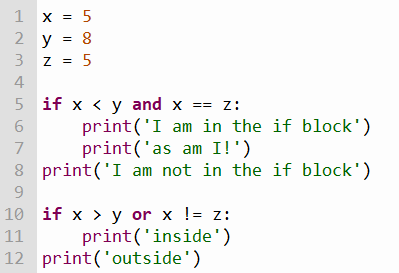 1 x = 5
2 y = 8
3 z = 5
4
5 if x < y and x == z:
6     print('I am in the if block')
7     print('as am I!')
8 print('I am not in the if block')
9
10 if x > y or x != z:
11     print('inside')
12 print('outside')